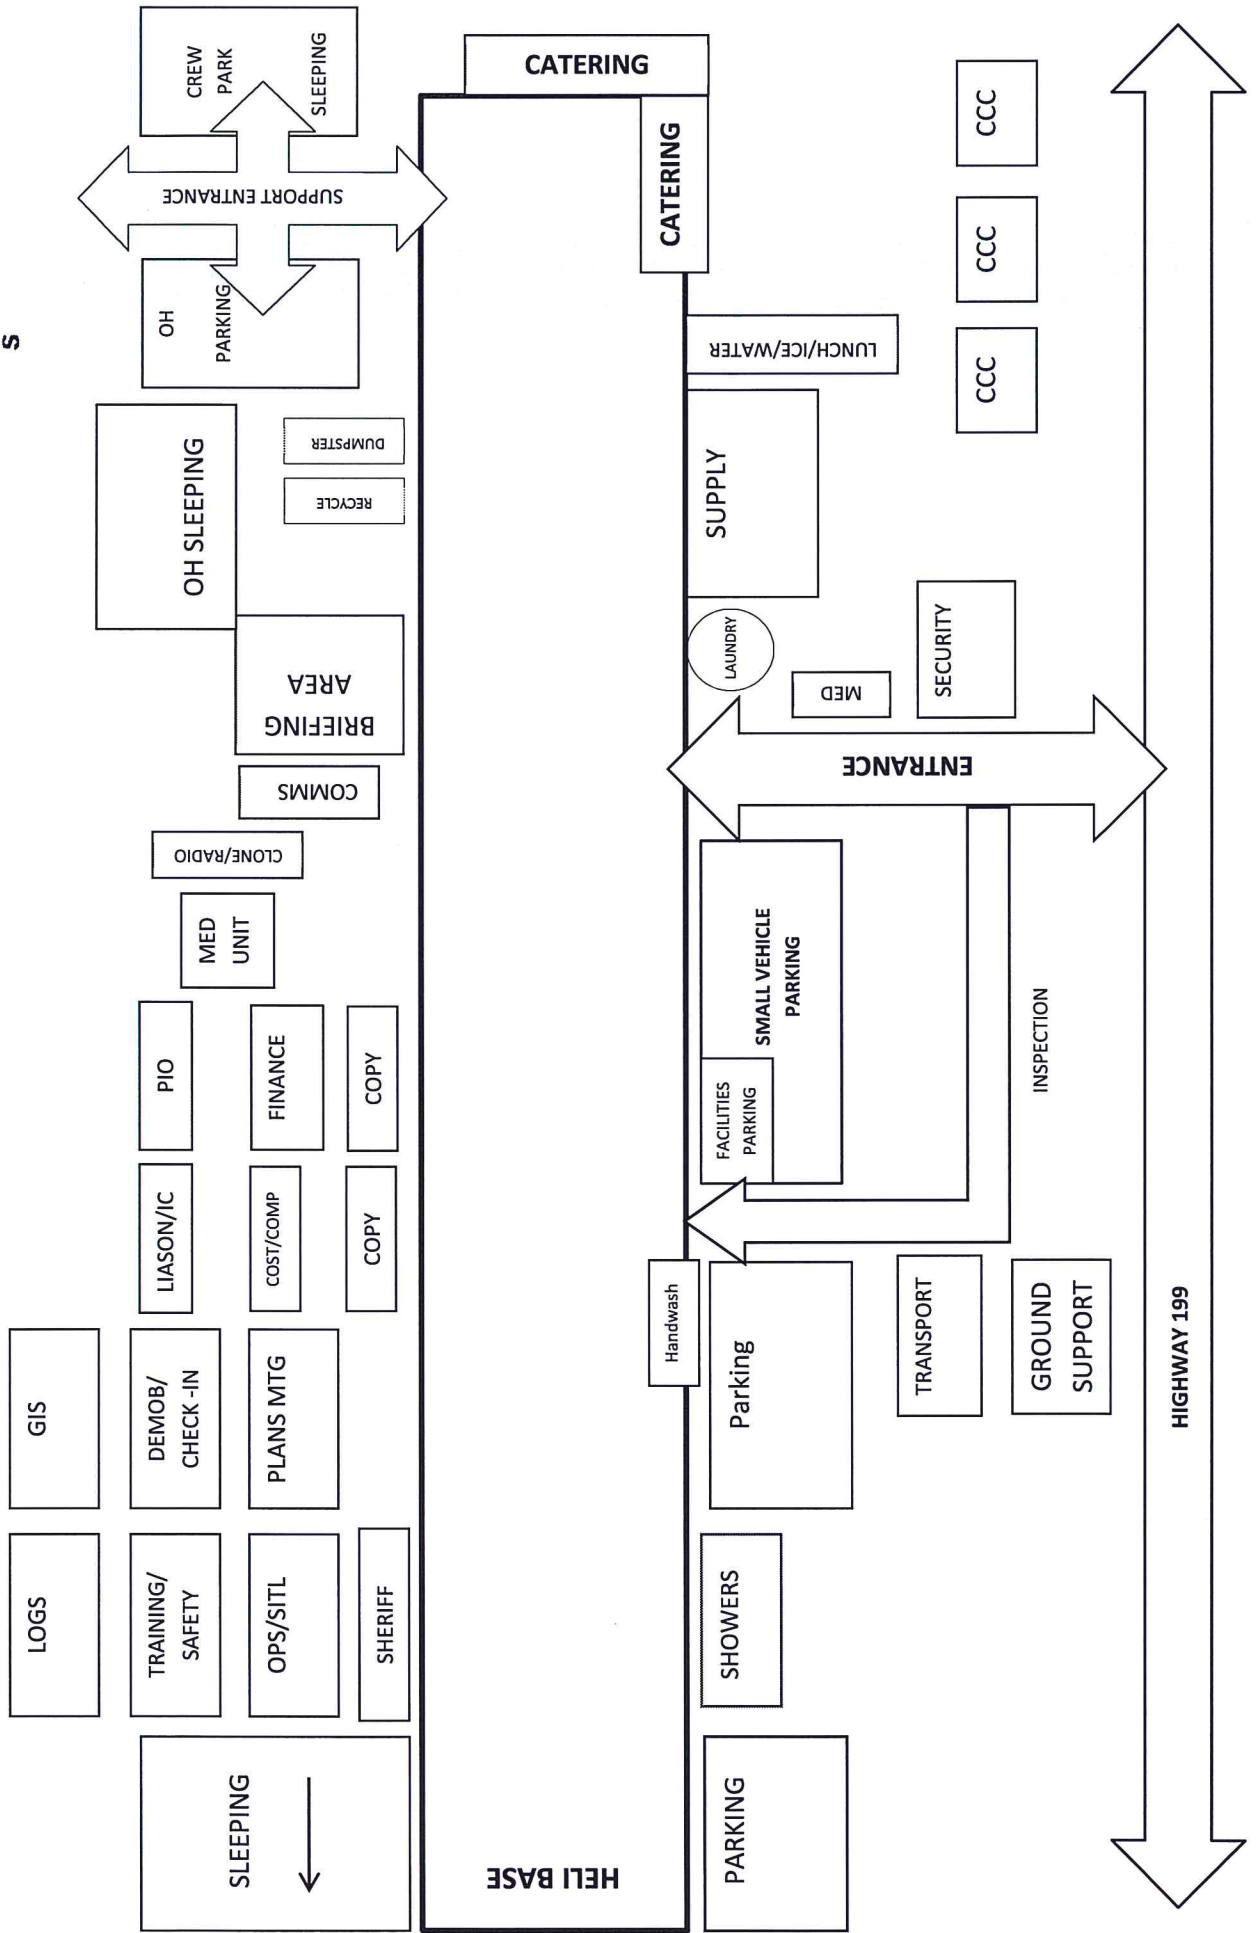 S
CREW
PARK
SLEEPING
SUPPORT ENTRANCE
OH
PARKING
OH SLEEPING
DUMPSTER
RECYCLE
BRIEFING
AREA
COMMS
CLONE/RADIO
MED
UNIT
PIO
FINANCE
COPY
LIASON/IC
COST/COMP
COPY
GIS
DEMOB/
CHECK -IN
PLANS MTG
LOGS
TRAINING/
SAFETY
OPS/SITL
SHERIFF
SLEEPING
HELI BASE
CATERING
CATERING
LUNCH/ICE/WATER
SUPPLY
LAUNDRY
MED
SECURITY
CCC
CCC
CCC
ENTRANCE
SMALL VEHICLE
PARKING
FACILITIES
PARKING
INSPECTION
Handwash
Parking
TRANSPORT
GROUND
SUPPORT
SHOWERS
PARKING
HIGHWAY 199